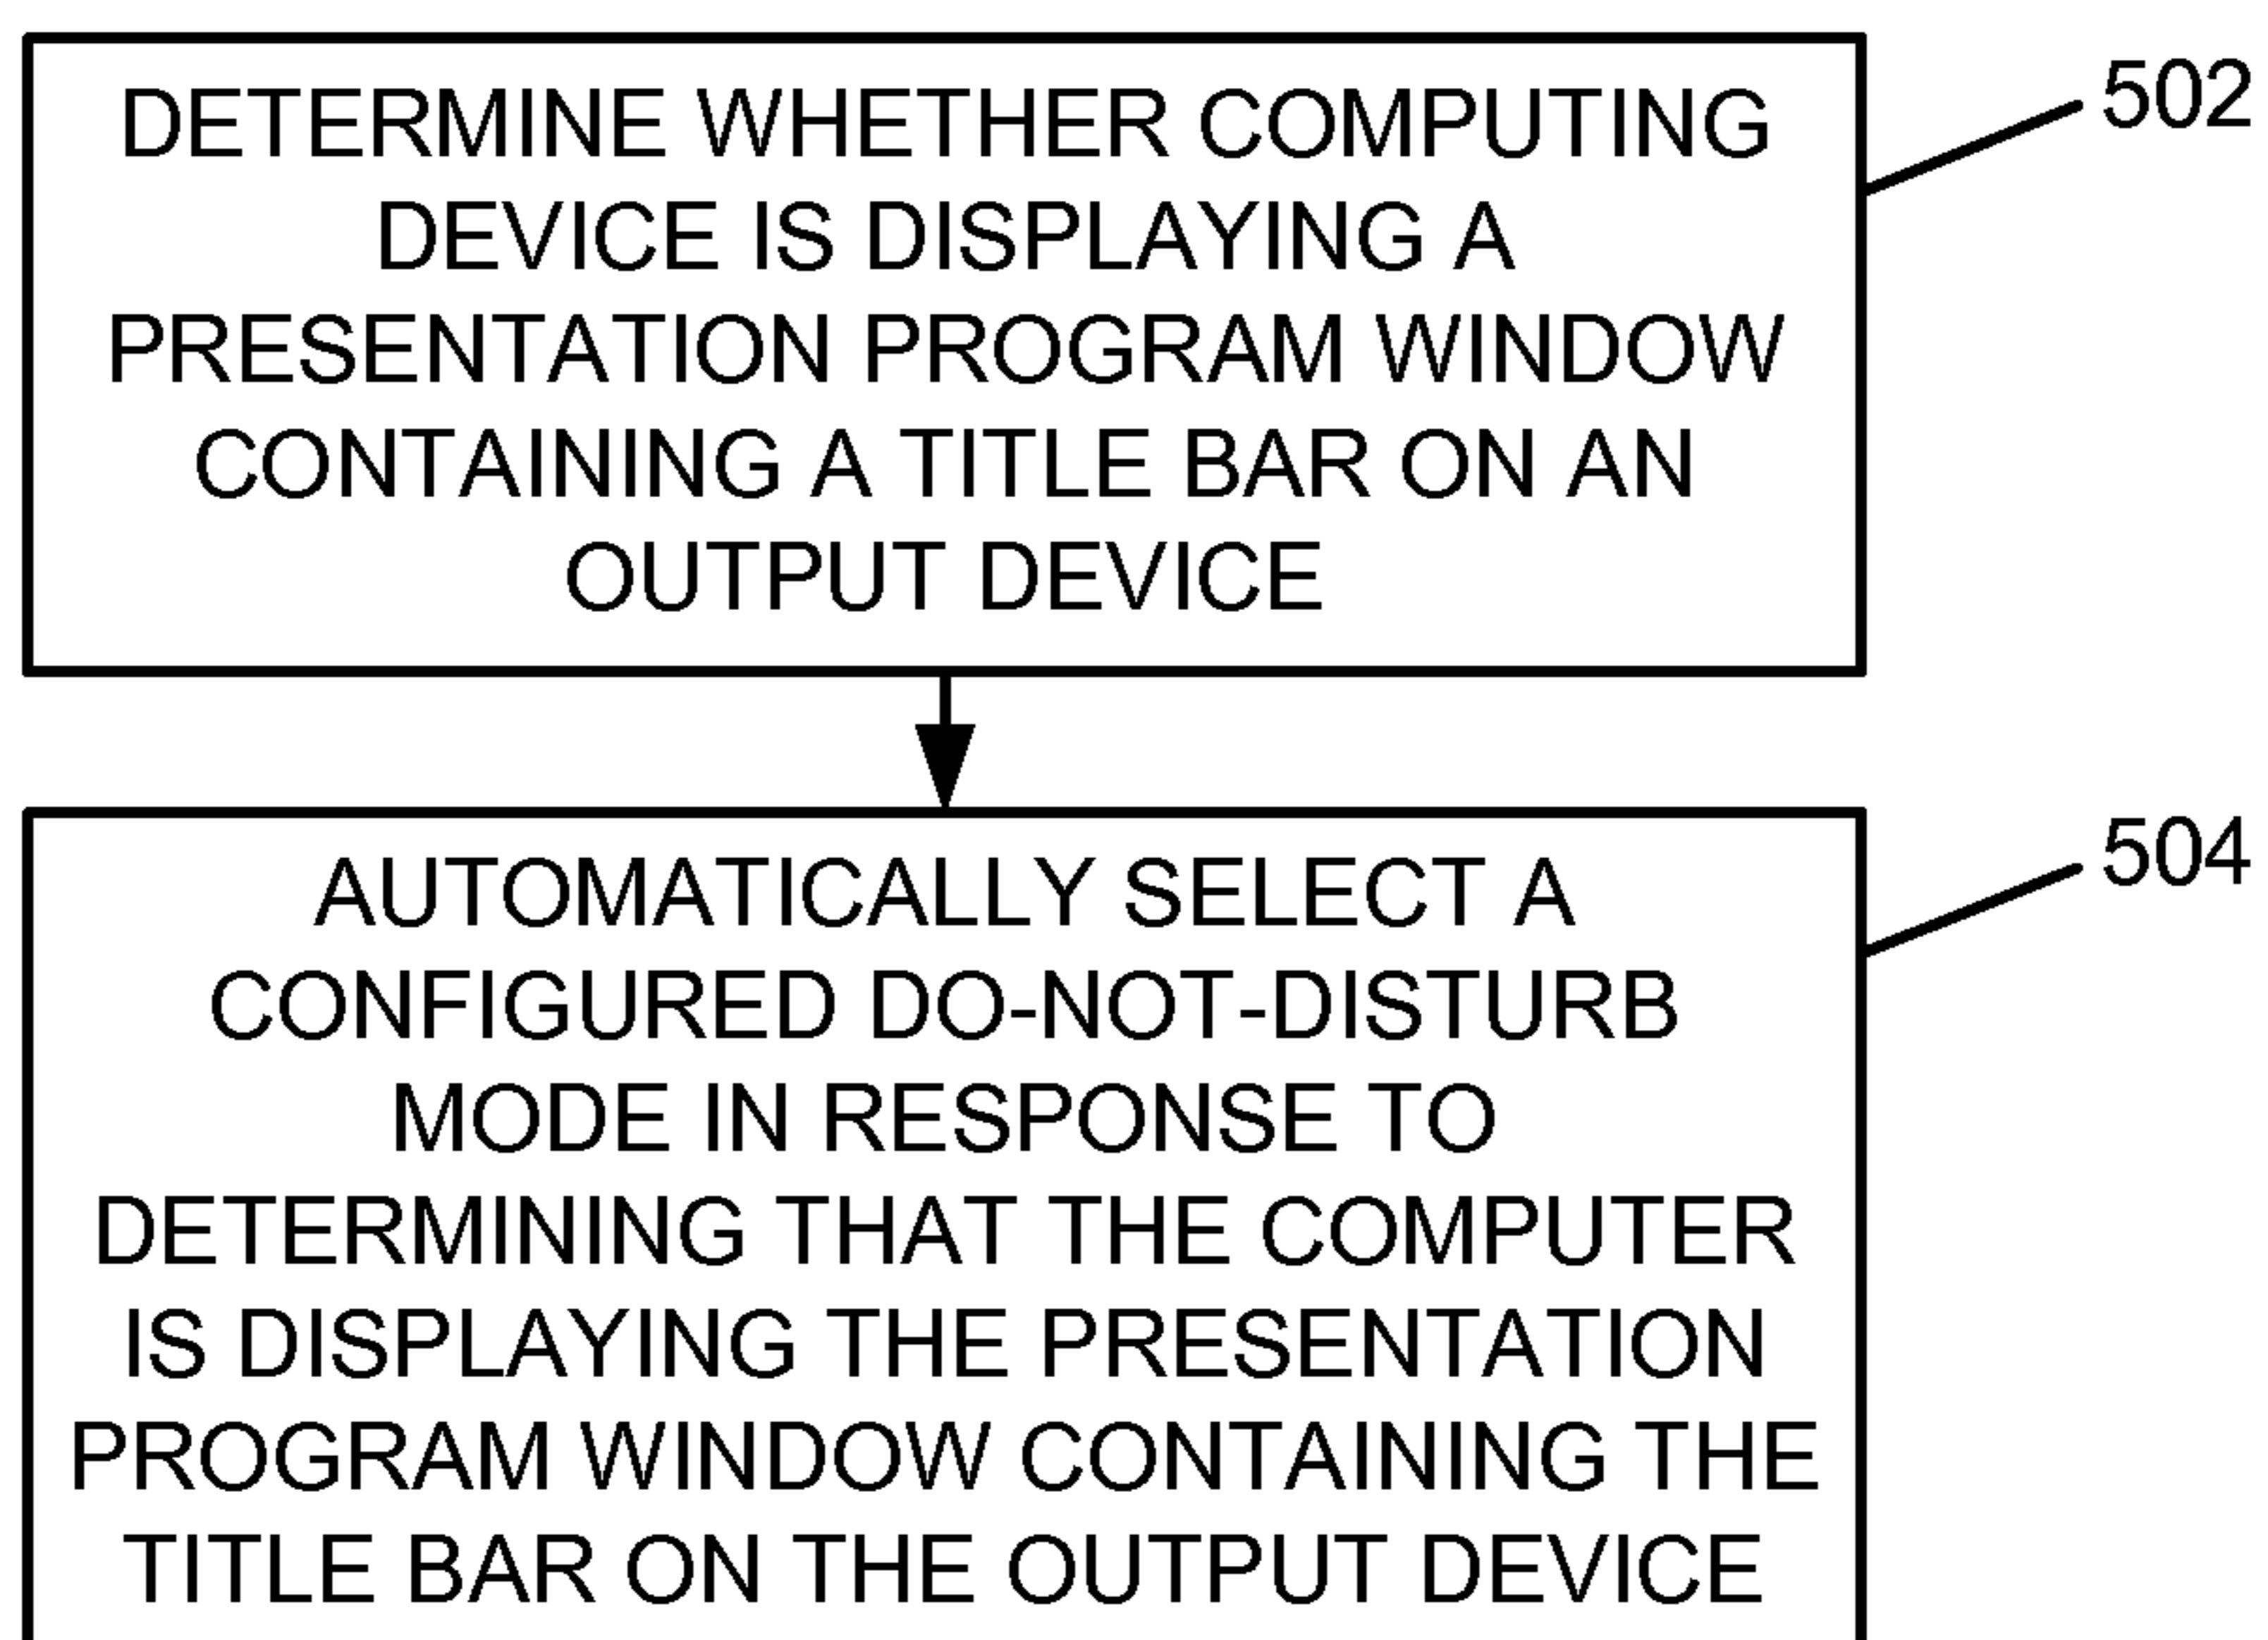 DETERMINE WHETHER COMPUTING
DEVICE IS DISPLAYING A
PRESENTATION PROGRAM WINDOW
CONTAINING A TITLE BAR ON AN
OUTPUT DEVICE
502
AUTOMATICALLY SELECT A
CONFIGURED DO-NOT-DISTURB
MODE IN RESPONSE TO
DETERMINING THAT THE COMPUTER
IS DISPLAYING THE PRESENTATION
PROGRAM WINDOW CONTAINING THE
TITLE BAR ON THE OUTPUT DEVICE
504